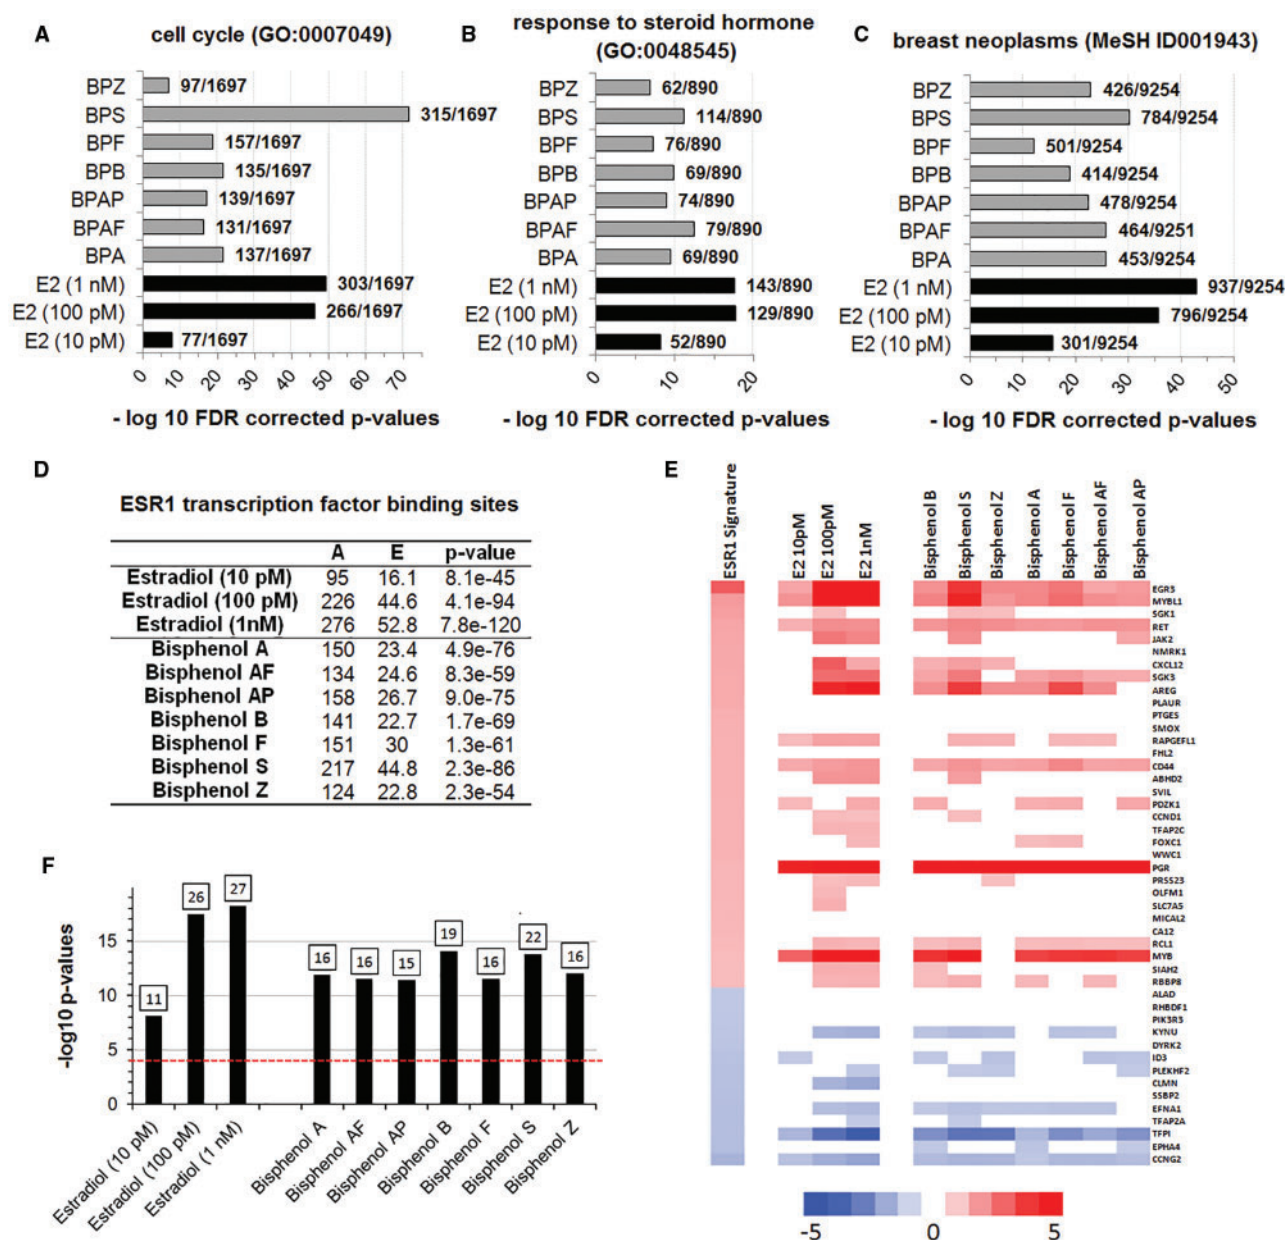 A
cell cycle (GO:0007049)
BPZ 97/1697
BPS 315/1697
BPF 157/1697
BPB 135/1697
BPAP 139/1697
BPAF 131/1697
BPA 137/1697
E2 (1 nM) 303/1697
E2 (100 pM) 266/1697
E2 (10 pM) 77/1697
0 10 20 30 40 50 60 70
- log 10 FDR corrected p-values
B
response to steroid hormone
(GO:0048545)
BPZ 62/890
BPS 114/890
BPF 76/890
BPB 69/890
BPAP 74/890
BPAF 79/890
BPA 69/890
E2 (1 nM) 143/890
E2 (100 pM) 129/890
E2 (10 pM) 52/890
0 10 20
- log 10 FDR corrected p-values
C
breast neoplasms (MeSH ID001943)
BPZ 426/9254
BPS 784/9254
BPF 501/9254
BPB 414/9254
BPAP 478/9254
BPAF 464/9251
BPA 453/9254
E2 (1 nM) 937/9254
E2 (100 pM) 796/9254
E2 (10 pM) 301/9254
0 10 20 30 40 50
- log 10 FDR corrected p-values
D
ESR1 transcription factor binding sites
A E p-value
Estradiol (10 pM) 95 16.1 8.1e-45
Estradiol (100 pM) 226 44.6 4.1e-94
Estradiol (1nM) 276 52.8 7.8e-120
Bisphenol A 150 23.4 4.9e-76
Bisphenol AF 134 24.6 8.3e-59
Bisphenol AP 158 26.7 9.0e-75
Bisphenol B 141 22.7 1.7e-69
Bisphenol F 151 30 1.3e-61
Bisphenol S 217 44.8 2.3e-86
Bisphenol Z 124 22.8 2.3e-54
E
ESR1 Signature
E2 10pM
E2 100pM
E2 1nM
Bisphenol B
Bisphenol S
Bisphenol Z
Bisphenol A
Bisphenol F
Bisphenol AF
Bisphenol AP
EGR3
MYBL1
SGK1
RET
JAK2
NMRK1
CXCL12
SGK3
AREG
PLAUR
PTGES
SMOX
RAPGEFL1
FHL2
CD44
ABHD2
SVIL
PDZK1
CCND1
TFAP2C
FOXC1
WWC1
PGR
PRSS23
OLFM1
SLC7A5
MICAL2
CA12
RCL1
MYB
SIAH2
RBBP8
ALAD
RHBDF1
PIK3R3
KYNU
DYRK2
ID3
PLEKHF2
CLMN
SSBP2
EFNA1
TFAP2A
TFPI
EPHA4
CCNG2
-5 0 5
F
-log10 p-values
15
10
5
0
11
26
27
16
16
15
19
16
22
16
Estradiol (10 pM)
Estradiol (100 pM)
Estradiol (1 nM)
Bisphenol A
Bisphenol AF
Bisphenol AP
Bisphenol B
Bisphenol F
Bisphenol S
Bisphenol Z